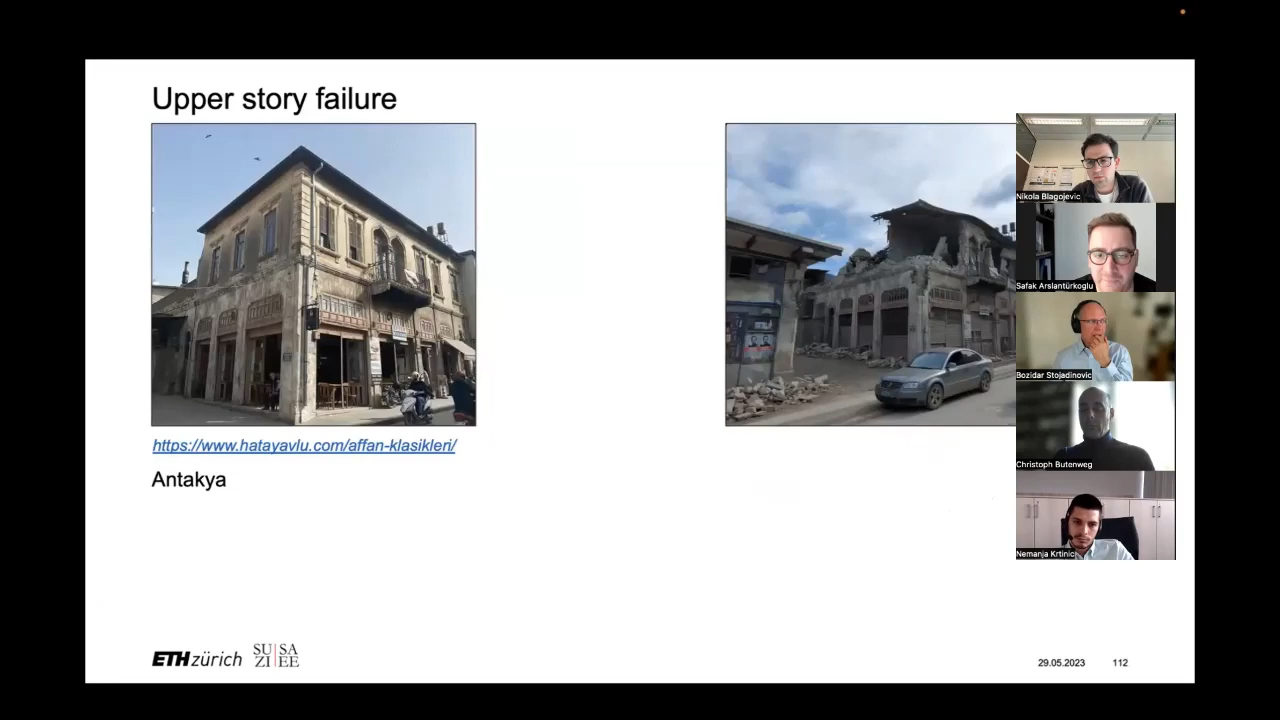 Upper story failure
Nikola Blagojevic
Safak Arslantürkoglu
Bozidar Stojadinovic
Christoph Butenweg
Nemanja Krtinic
https://www.hatayavlu.com/affan-klasikleri/
Antakya
ETH zürich
SU|SA
ZI|EE
29.05.2023
112